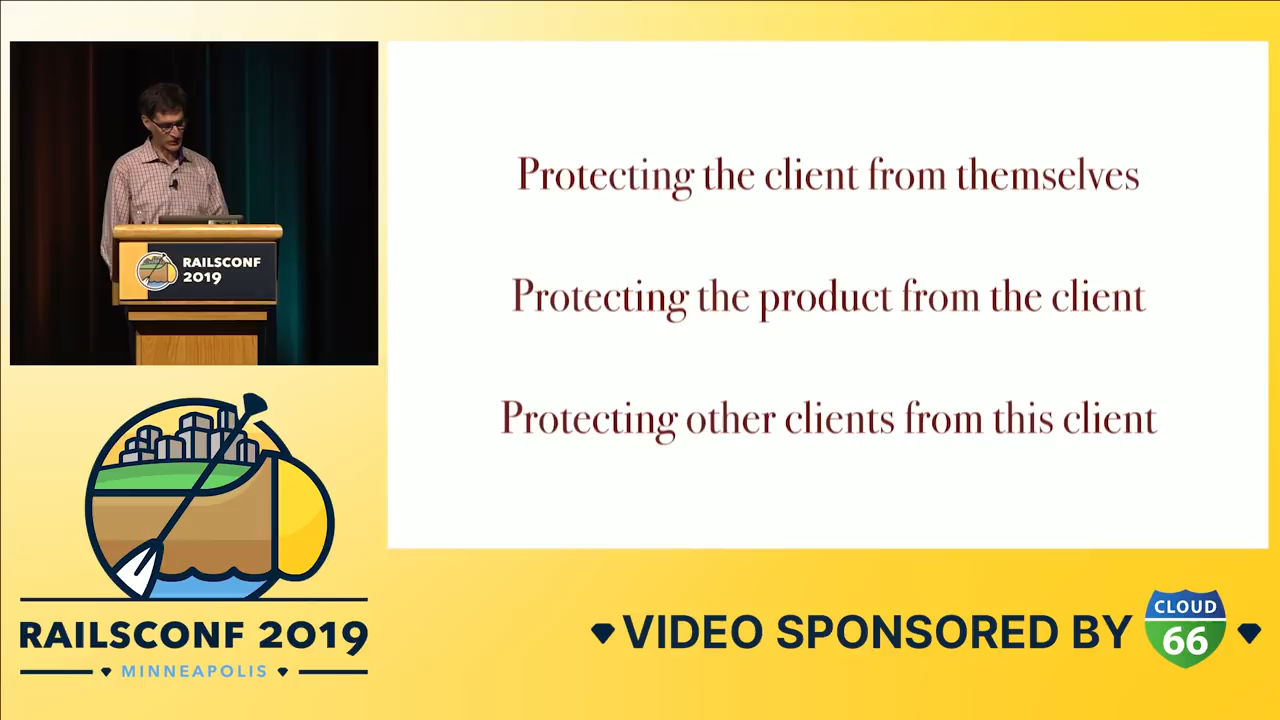 Protecting the client from themselves
Protecting the product from the client
Protecting other clients from this client
RAILSCONF
2019
RAILSCONF 2019
MINNEAPOLIS
VIDEO SPONSORED BY
CLOUD
66